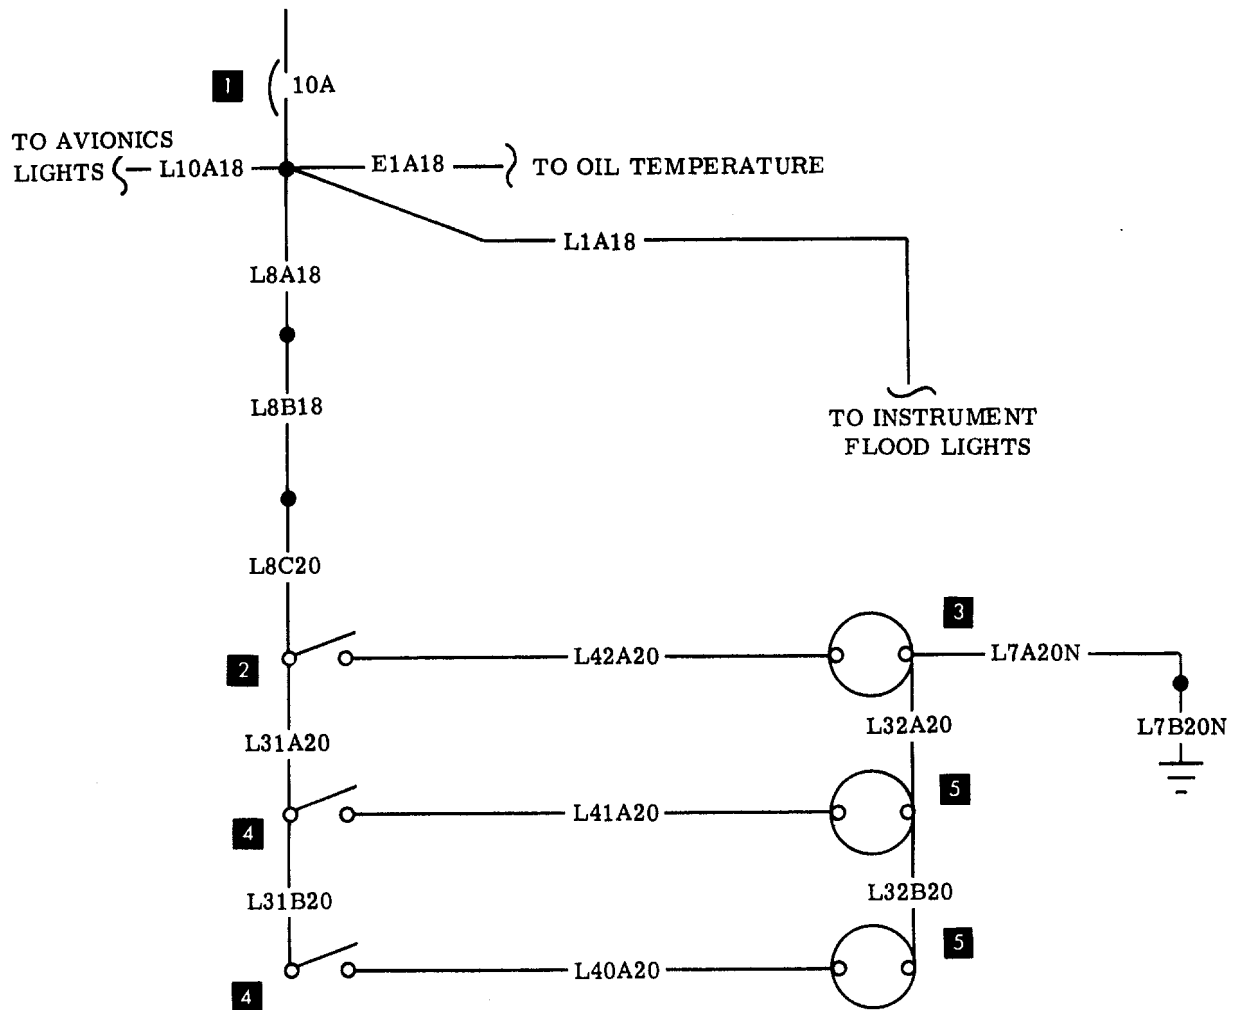 1
10A
TO AVIONICS
LIGHTS
L10A18
E1A18
TO OIL TEMPERATURE
L1A18
L8A18
L8B18
TO INSTRUMENT
FLOOD LIGHTS
L8C20
3
2
L42A20
L7A20N
L32A20
L7B20N
L31A20
5
4
L41A20
L32B20
L31B20
5
4
L40A20